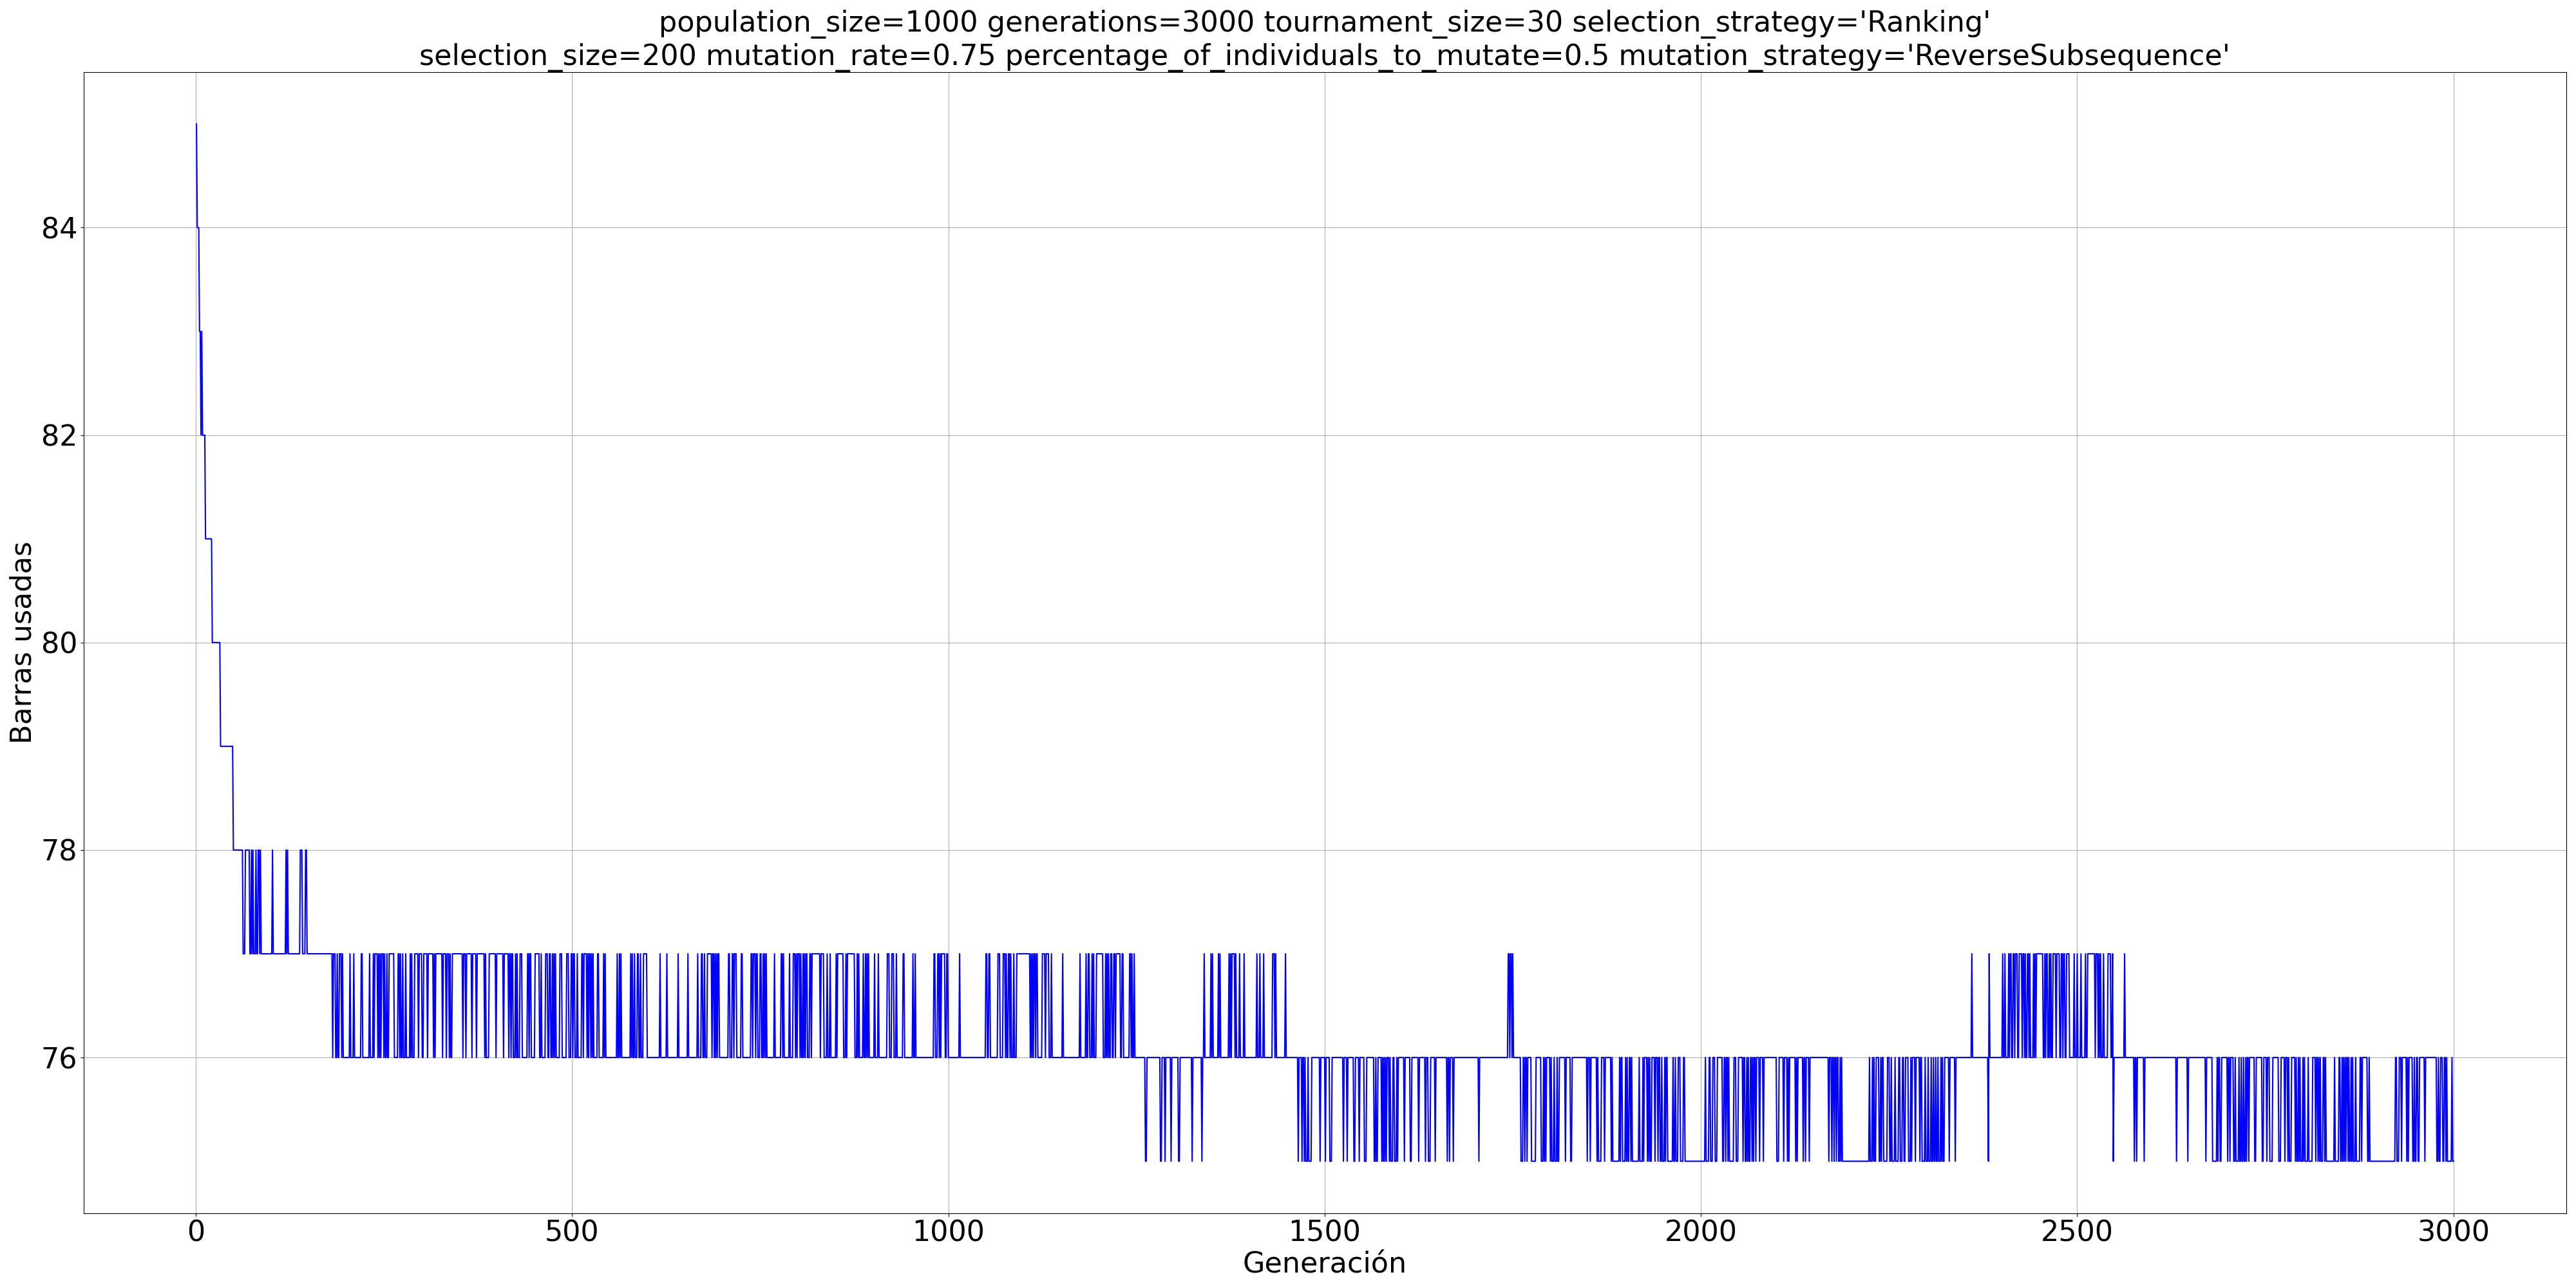 population_size=1000 generations=3000 tournament_size=30 selection_strategy='Ranking'
selection_size=200 mutation_rate=0.75 percentage_of_individuals_to_mutate=0.5 mutation_strategy='ReverseSubsequence'
84
82
80
78
76
Barras usadas
0 500 1000 1500 2000 2500 3000
Generación